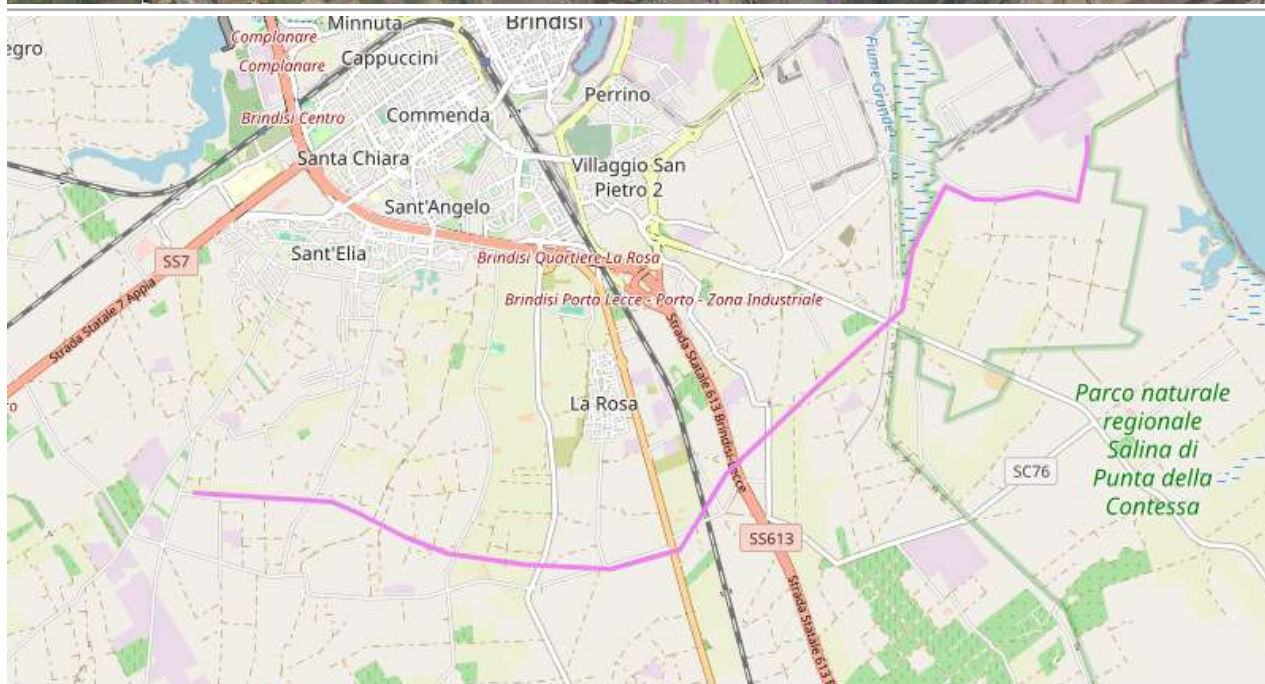 Minnuta
Brindisi
Complanare
egro
Cappuccini
Complanare
Fiume Grande
Perrino
Brindisi Centro
Commenda
Santa Chiara
Villaggio San
Pietro 2
Sant'Angelo
Sant'Elia
SS7
Brindisi Quartiere La Rosa
Brindisi Porto Lecce - Porto - Zona Industriale
Strada Statale 7 Appia
Strada Statale 613 Brindisi-Lecce
La Rosa
Parco naturale
regionale
Salina di
Punta della
Contessa
SC76
SS613
Strada Statale 613 B